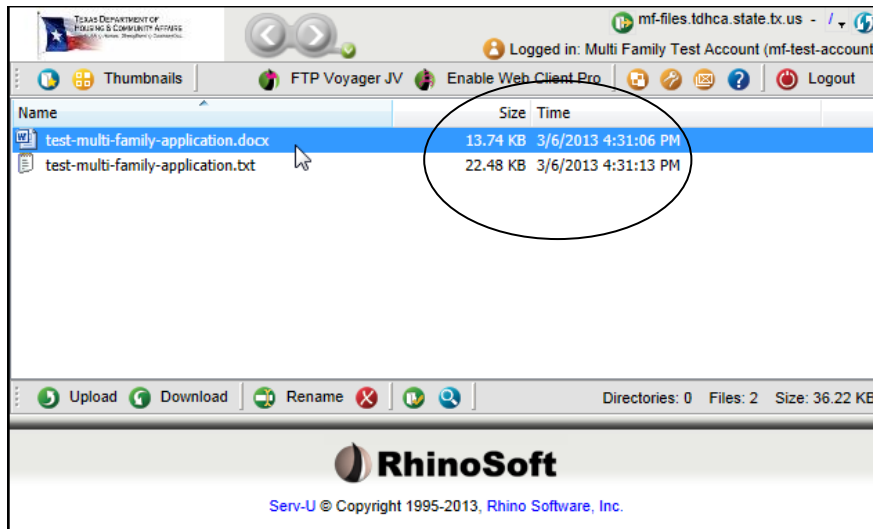 TEXAS DEPARTMENT OF
HOUSING & COMMUNITY AFFAIRS
mf-files.tdhca.state.tx.us - /
Logged in: Multi Family Test Account (mf-test-account
Thumbnails FTP Voyager JV Enable Web Client Pro Logout
Name Size Time
test-multi-family-application.docx 13.74 KB 3/6/2013 4:31:06 PM
test-multi-family-application.txt 22.48 KB 3/6/2013 4:31:13 PM
Upload Download Rename Directories: 0 Files: 2 Size: 36.22 KB
RhinoSoft
Serv-U © Copyright 1995-2013, Rhino Software, Inc.